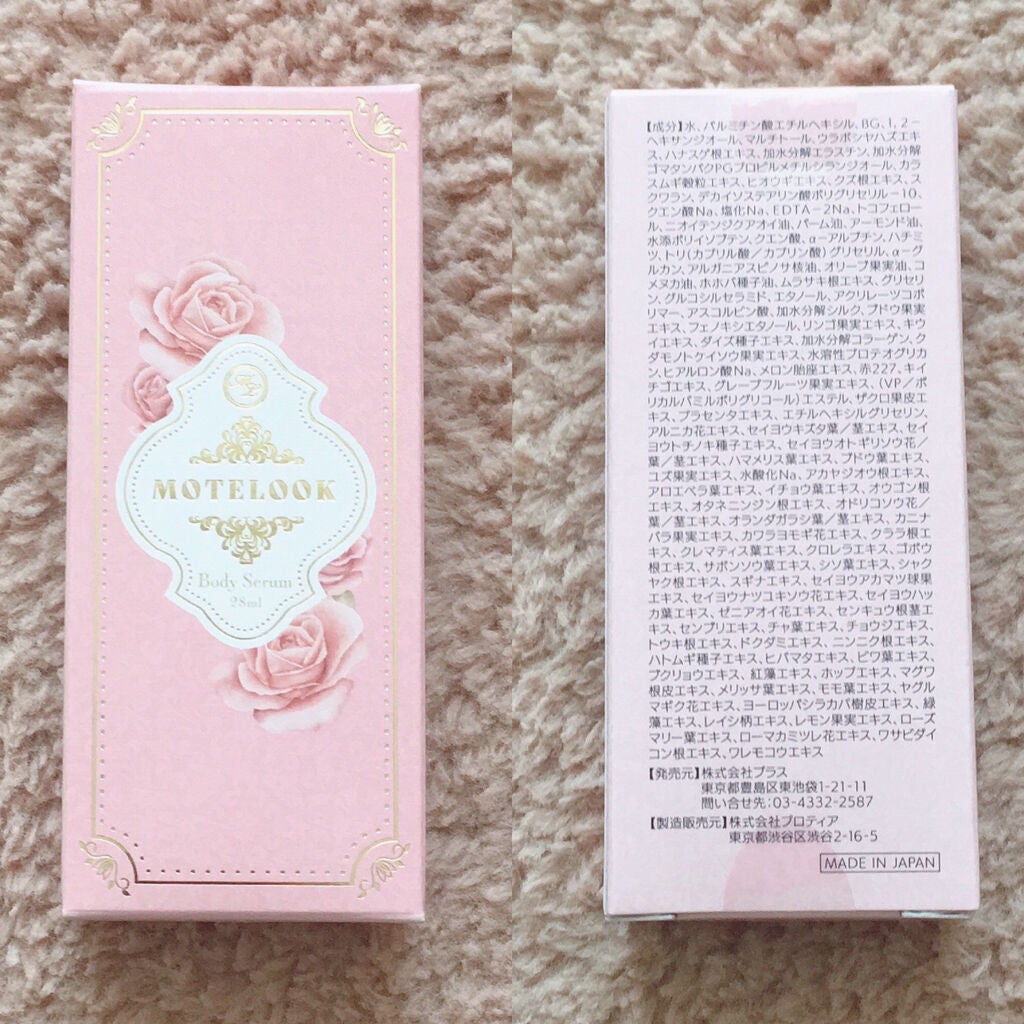 MOTELOOK
Body Serum
28ml
【成分】水、パルミチン酸エチルヘキシル、BG、1,2-
ヘキサンジオール、マルチトール、ウラボシヤハズエキ
ス、ハナスゲ根エキス、加水分解エラスチン、加水分解
ゴマタンパクPGプロピルメチルシランジオール、カラ
スムギ穀粒エキス、ヒオウギエキス、クズ根エキス、ス
クワラン、デカイソステアリン酸ポリグリセリル-10、
クエン酸Na、塩化Na、EDTA-2Na、トコフェロー
ル、ニオイテンジクアオイ油、パーム油、アーモンド油、
水添ポリイソブテン、クエン酸、α-アルブチン、ハチミ
ツ、トリ(カプリル酸/カプリン酸)グリセリル、α-グ
ルカン、アルガニアスピノサ核油、オリーブ果実油、コ
メヌカ油、ホホバ種子油、ムラサキ根エキス、グリセリ
ン、グルコシルセラミド、エタノール、アクリレーツコポ
リマー、アスコルビン酸、加水分解シルク、ブドウ果実
エキス、フェノキシエタノール、リンゴ果実エキス、キウ
イエキス、ダイズ種子エキス、加水分解コラーゲン、ク
ダモノトケイソウ果実エキス、水溶性プロテオグリカ
ン、ヒアルロン酸Na、メロン胎座エキス、赤227、キイ
チゴエキス、グレープフルーツ果実エキス、(VP/ポ
リカルバミルポリグリコール)エステル、ザクロ果皮エ
キス、プラセンタエキス、エチルヘキシルグリセリン、
アルニカ花エキス、セイヨウキズタ葉/茎エキス、セイ
ヨウトチノキ種子エキス、セイヨウオトギリソウ花/
葉/茎エキス、ハマメリス葉エキス、ブドウ葉エキス、
ユズ果実エキス、水酸化Na、アカヤジオウ根エキス、
アロエベラ葉エキス、イチョウ葉エキス、オウゴン根
エキス、オタネニンジン根エキス、オドリコソウ花/
葉/茎エキス、オランダガラシ葉/茎エキス、カニナ
バラ果実エキス、カワラヨモギ花エキス、クララ根エ
キス、クレマティス葉エキス、クロレラエキス、ゴボウ
根エキス、サボンソウ葉エキス、シソ葉エキス、シャク
ヤク根エキス、スギナエキス、セイヨウアカマツ球果
エキス、セイヨウナツユキソウ花エキス、セイヨウハッ
カ葉エキス、ゼニアオイ花エキス、センキュウ根茎エ
キス、センブリエキス、チャ葉エキス、チョウジエキス、
トウキ根エキス、ドクダミエキス、ニンニク根エキス、
ハトムギ種子エキス、ヒバマタエキス、ビワ葉エキス、
ブクリョウエキス、紅藻エキス、ホップエキス、マグワ
根皮エキス、メリッサ葉エキス、モモ葉エキス、ヤグル
マギク花エキス、ヨーロッパシラカバ樹皮エキス、緑
藻エキス、レイシ柄エキス、レモン果実エキス、ローズ
マリー葉エキス、ローマカミツレ花エキス、ワサビダイ
コン根エキス、ワレモコウエキス
【発売元】株式会社プラス
東京都豊島区東池袋1-21-11
問い合せ先:03-4332-2587
【製造販売元】株式会社プロティア
東京都渋谷区渋谷2-16-5
MADE IN JAPAN